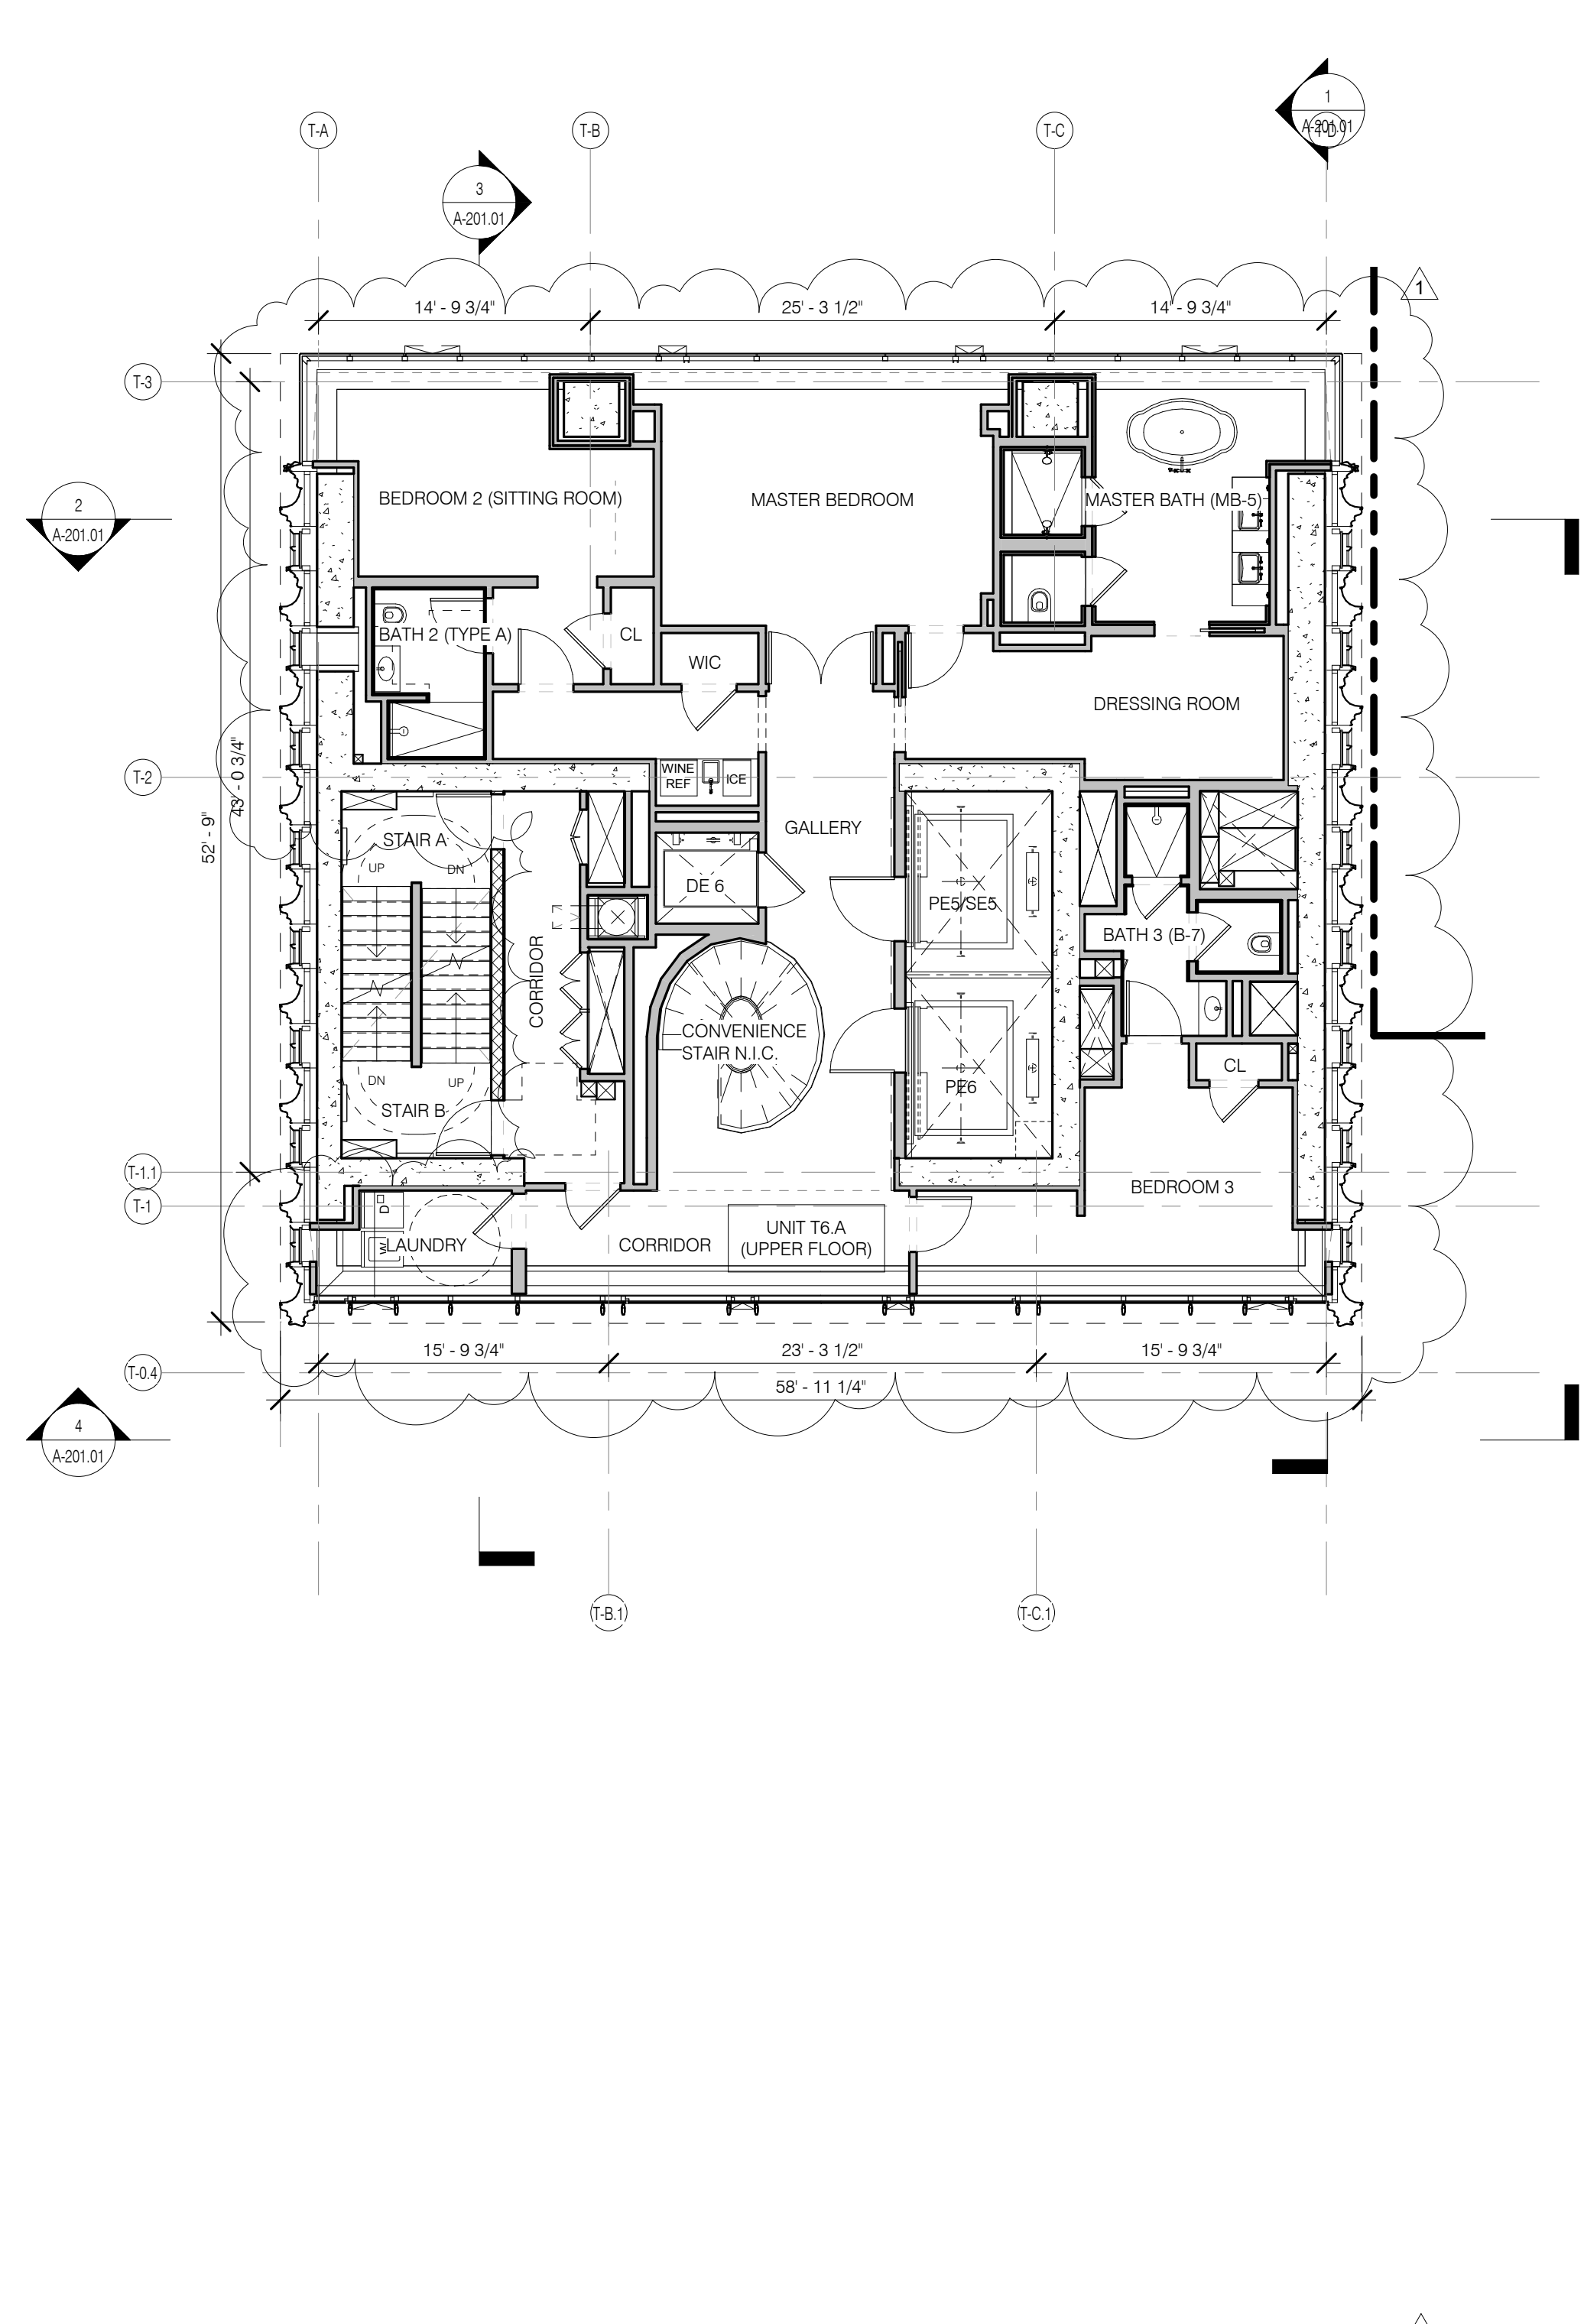 1
A-201.01
T-A
T-B
T-C
T-D
3
A-201.01
1
14' - 9 3/4"
25' - 3 1/2"
14' - 9 3/4"
T-3
2
A-201.01
BEDROOM 2 (SITTING ROOM)
MASTER BEDROOM
MASTER BATH (MB-5)
BATH 2 (TYPE A)
CL
WIC
DRESSING ROOM
T-2
43' - 0 3/4"
52' - 9"
WINE
REF
ICE
GALLERY
STAIR A
UP
DN
DE 6
PE5/SE5
BATH 3 (B-7)
CORRIDOR
CONVENIENCE
STAIR N.I.C.
CL
DN
UP
PE6
STAIR B
T-1.1
T-1
BEDROOM 3
D
W
LAUNDRY
CORRIDOR
UNIT T6.A
(UPPER FLOOR)
15' - 9 3/4"
23' - 3 1/2"
15' - 9 3/4"
T-0.4
58' - 11 1/4"
4
A-201.01
T-B.1
T-C.1